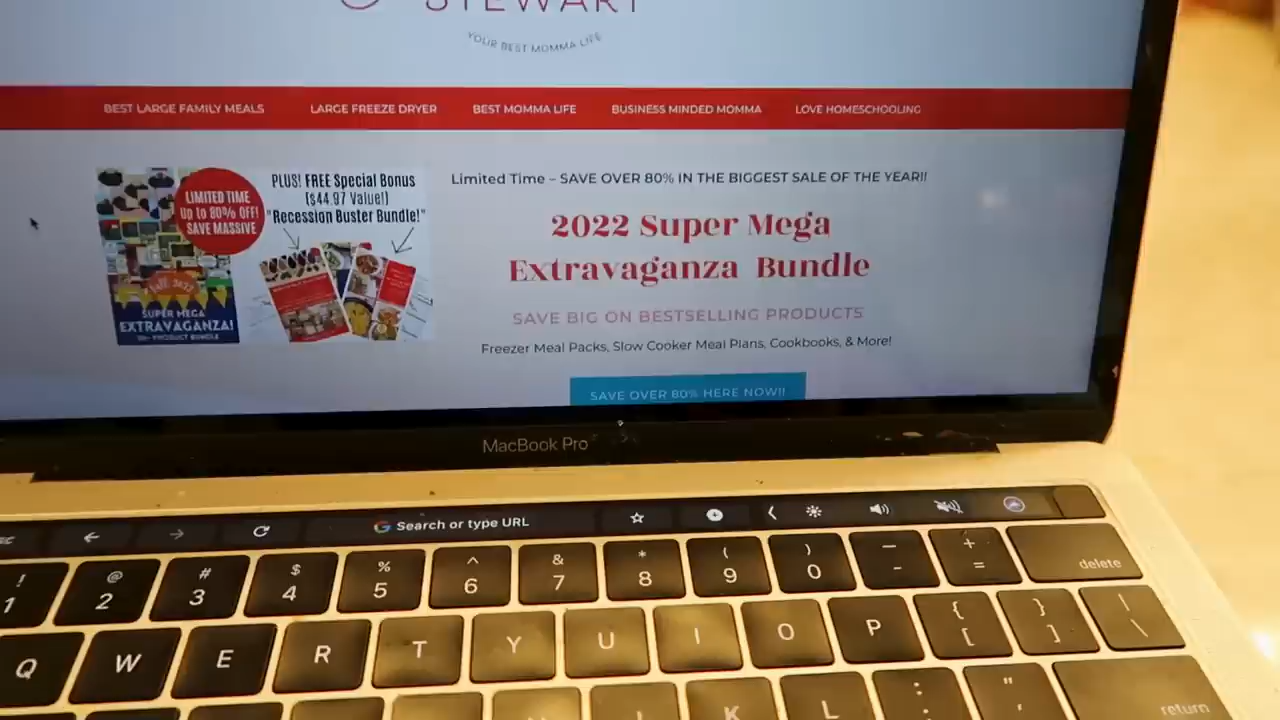 STEWART
YOUR BEST MOMMA LIFE
BEST LARGE FAMILY MEALS LARGE FREEZE DRYER BEST MOMMA LIFE BUSINESS MINDED MOMMA LOVE HOMESCHOOLING
LIMITED TIME
Up to 80% OFF!
SAVE MASSIVE
FALL 2022
SUPER MEGA
EXTRAVAGANZA!
PRODUCT BUNDLE
PLUS! FREE Special Bonus
($44.97 Value!)
"Recession Buster Bundle!"
Limited Time – SAVE OVER 80% IN THE BIGGEST SALE OF THE YEAR!!
2022 Super Mega
Extravaganza Bundle
SAVE BIG ON BESTSELLING PRODUCTS
Freezer Meal Packs, Slow Cooker Meal Plans, Cookbooks, & More!
SAVE OVER 80% HERE NOW!!
MacBook Pro
Search or type URL
! @ # $ % ^ & * ( ) — +
1 2 3 4 5 6 7 8 9 0 - = delete
Q W E R T Y U I O P { [ } ] | \
K L : ; " return